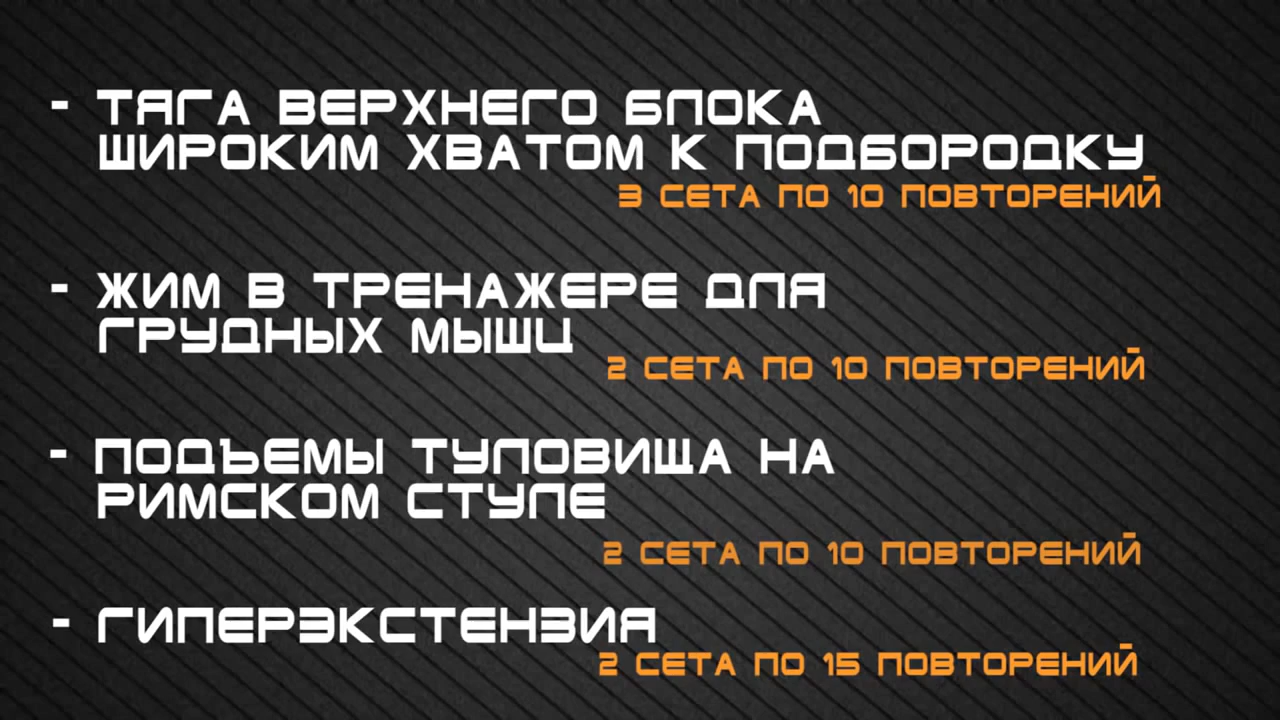 - ТЯГА ВЕРХНЕГО БЛОКА
ШИРОКИМ ХВАТОМ К ПОДБОРОДКУ
3 СЕТА ПО 10 ПОВТОРЕНИЙ
- ЖИМ В ТРЕНАЖЕРЕ ДЛЯ
ГРУДНЫХ МЫШЦ
2 СЕТА ПО 10 ПОВТОРЕНИЙ
- ПОДЪЕМЫ ТУЛОВИЩА НА
РИМСКОМ СТУЛЕ
2 СЕТА ПО 10 ПОВТОРЕНИЙ
- ГИПЕРЭКСТЕНЗИЯ
2 СЕТА ПО 15 ПОВТОРЕНИЙ